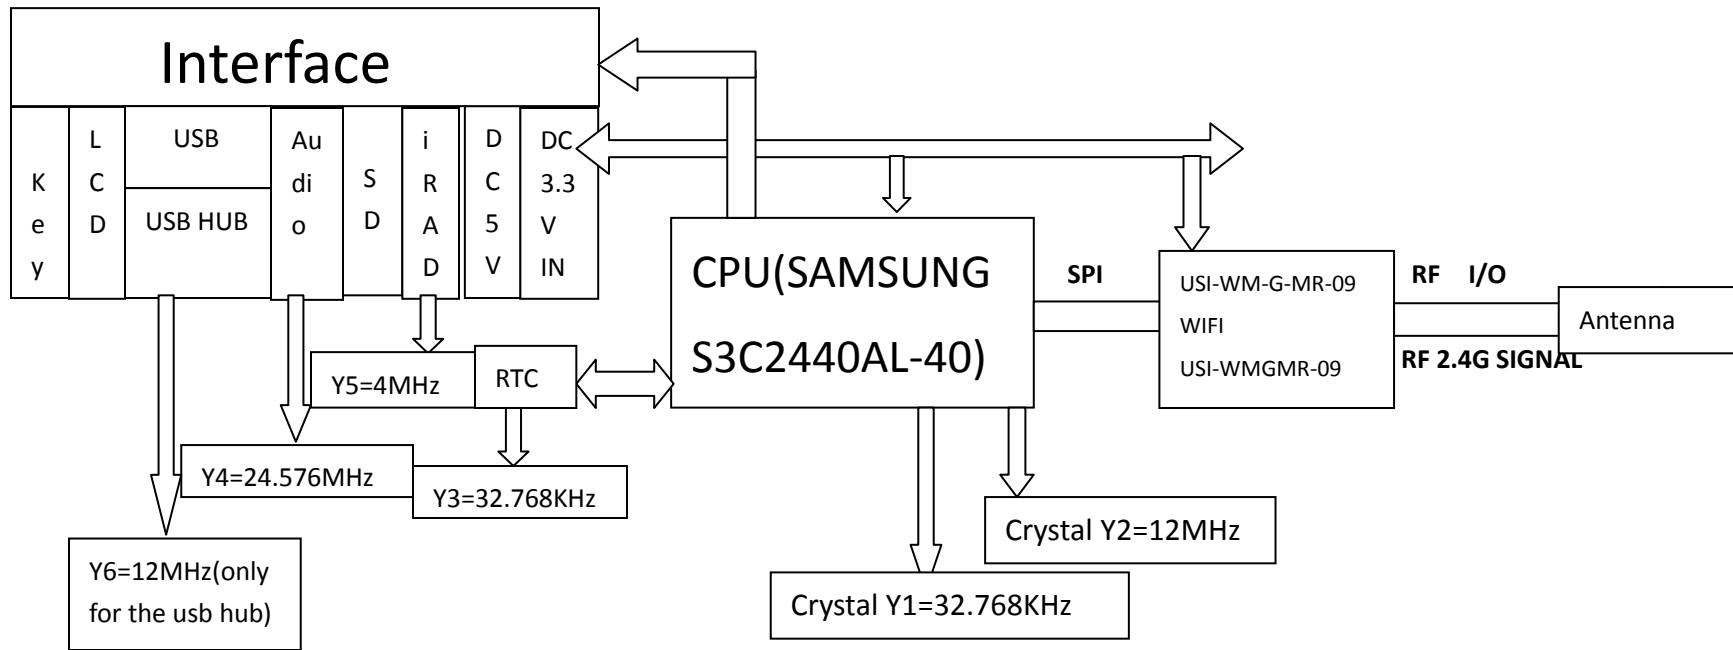 Interface
K
e
y
L
C
D
USB
USB HUB
Au
dio
o
S
D
i
R
A
D
D
C
5
V
DC
3.3
V
IN
CPU(SAMSUNG
S3C2440AL-40)
SPI
USI-WM-G-MR-09
WIFI
USI-WMGMR-09
RF I/O
RF 2.4G SIGNAL
Antenna
Y5=4MHz
RTC
Y4=24.576MHz
Y3=32.768KHz
Y6=12MHz(only
for the usb hub)
Crystal Y2=12MHz
Crystal Y1=32.768KHz